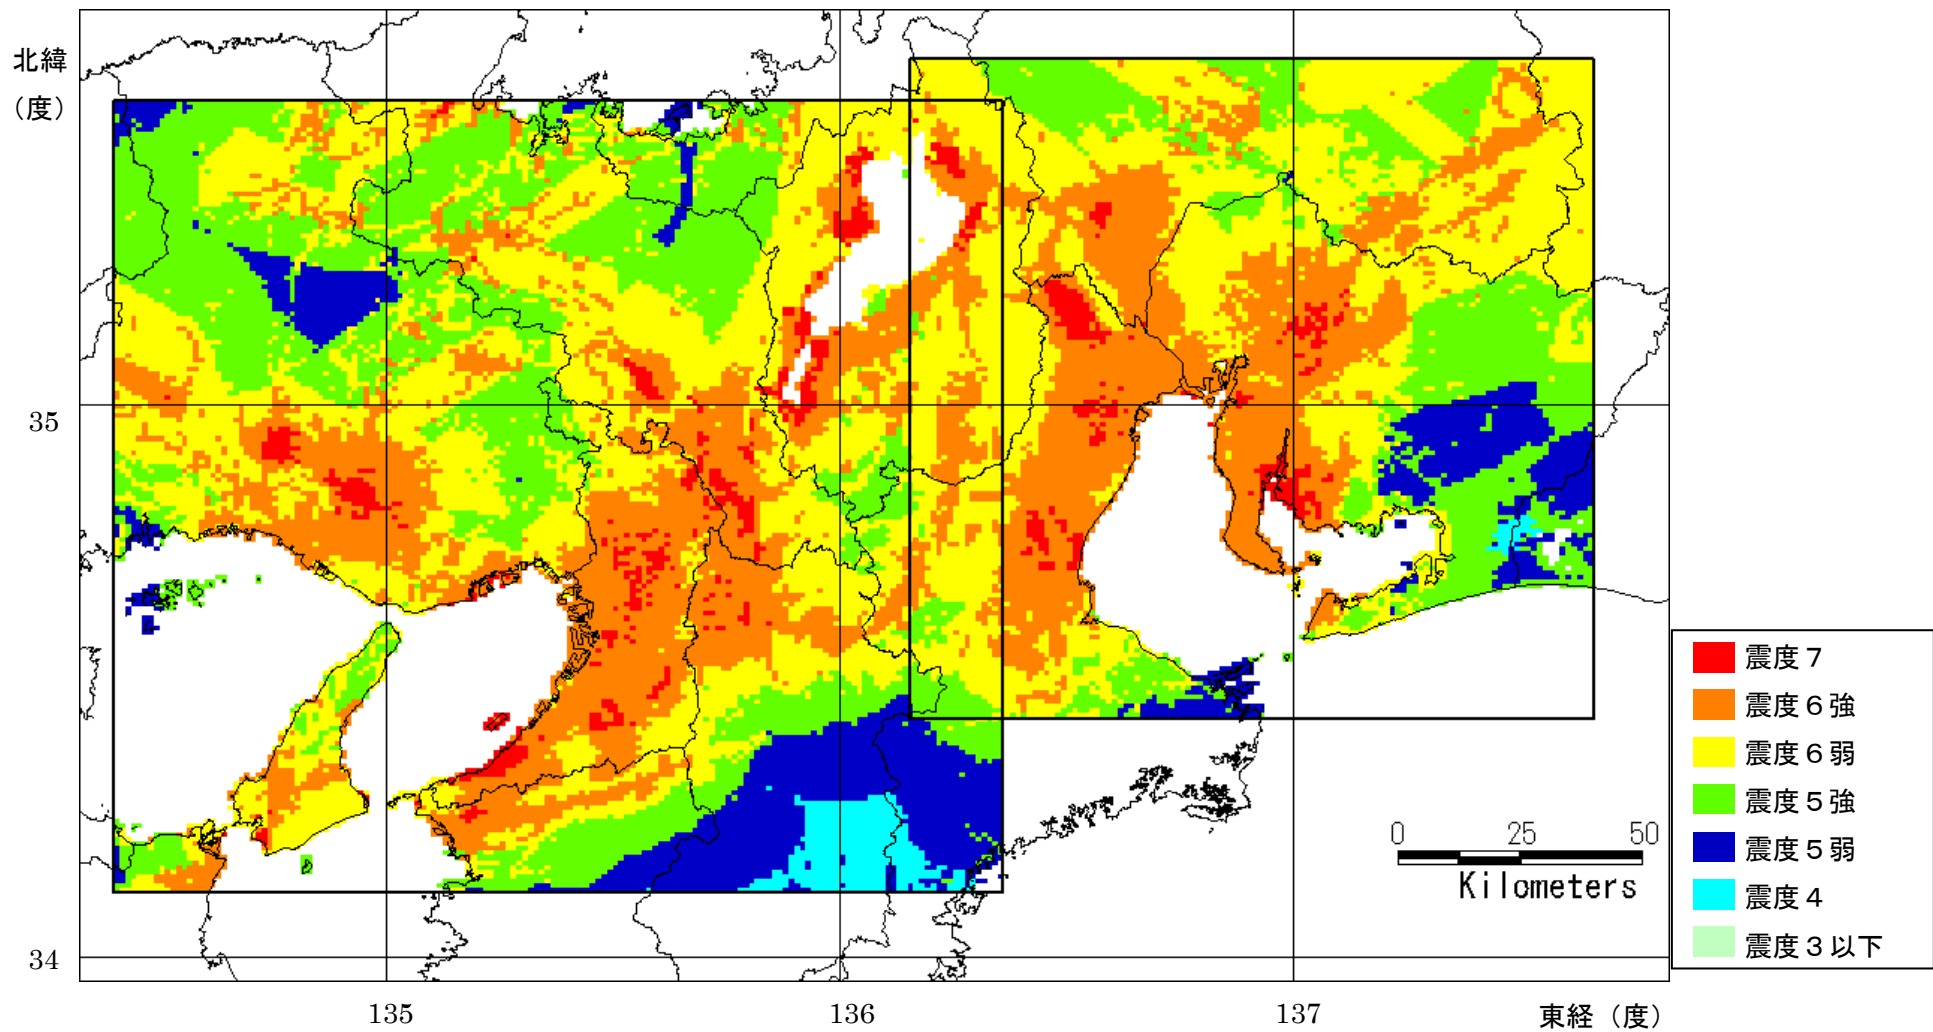 北緯
（度）
35
34
135
136
137
東経（度）
震度７
震度６強
震度６弱
震度５強
震度５弱
震度４
震度３以下
0 25 50
Kilometers